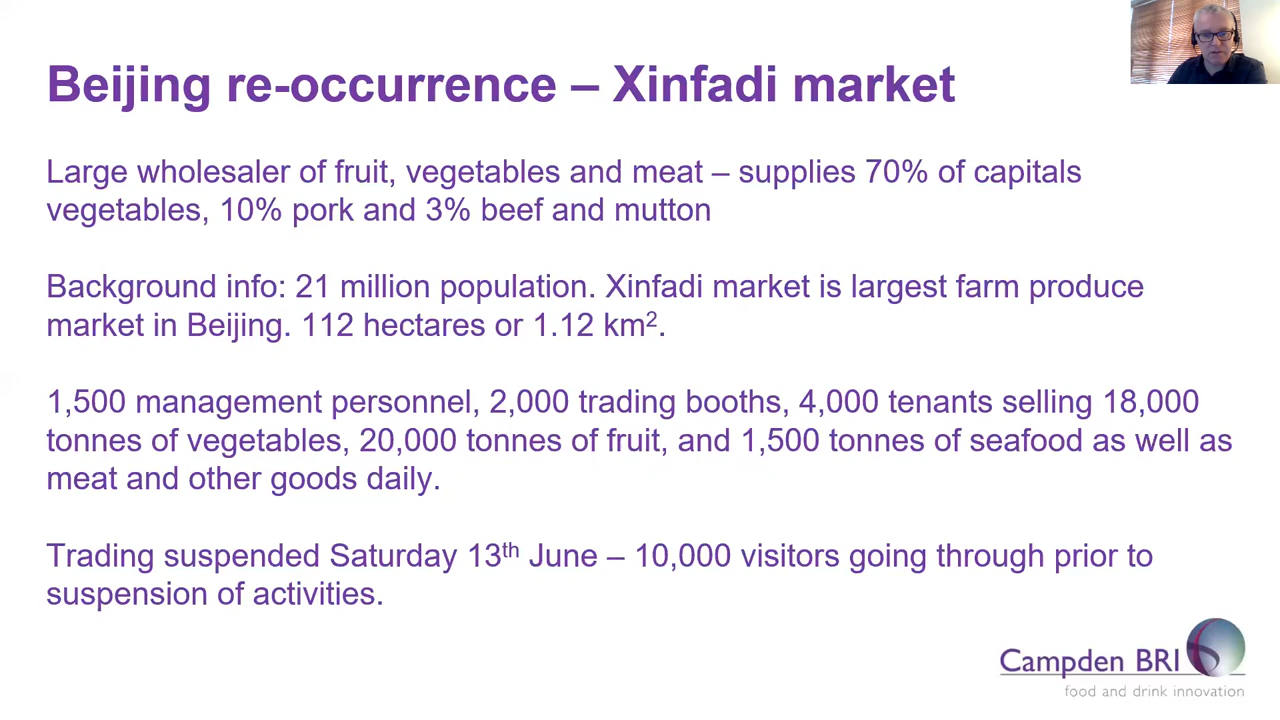 Beijing re-occurrence – Xinfadi market
Large wholesaler of fruit, vegetables and meat – supplies 70% of capitals
vegetables, 10% pork and 3% beef and mutton
Background info: 21 million population. Xinfadi market is largest farm produce
market in Beijing. 112 hectares or 1.12 km².
1,500 management personnel, 2,000 trading booths, 4,000 tenants selling 18,000
tonnes of vegetables, 20,000 tonnes of fruit, and 1,500 tonnes of seafood as well as
meat and other goods daily.
Trading suspended Saturday 13th June – 10,000 visitors going through prior to
suspension of activities.
Campden BRI
food and drink innovation